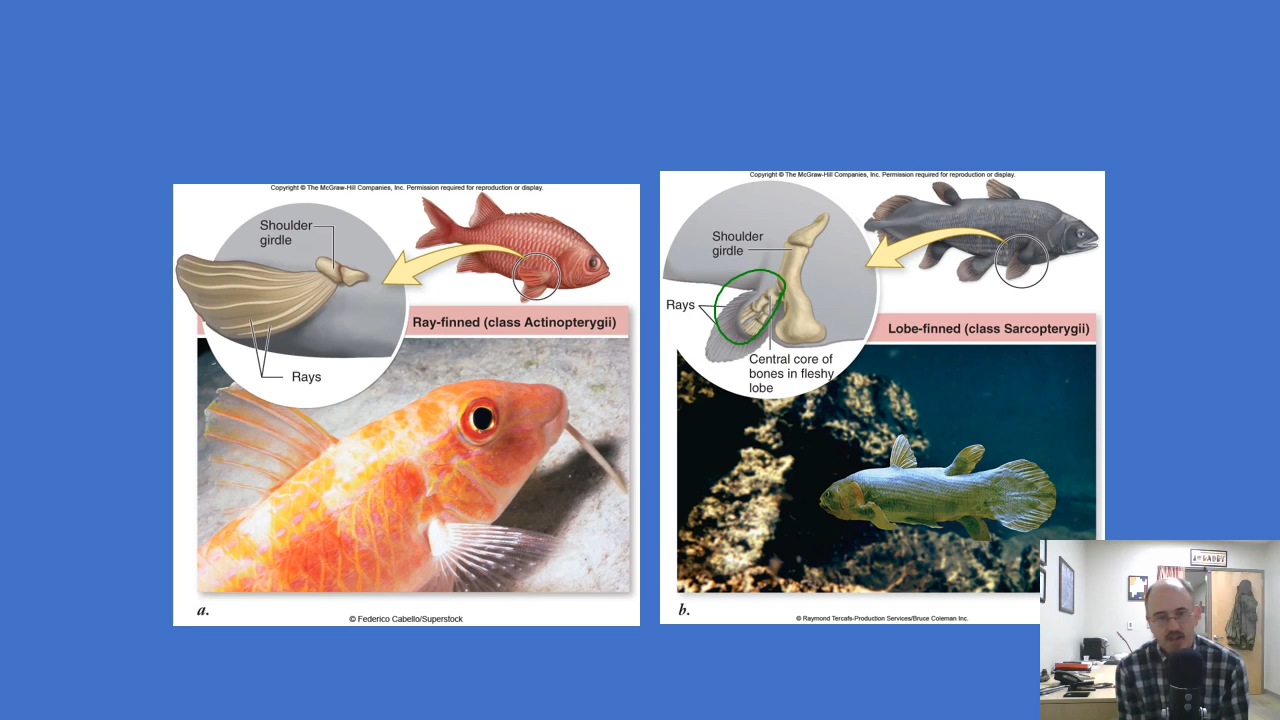 Copyright © The McGraw-Hill Companies, Inc. Permission required for reproduction or display.
Shoulder
girdle
Ray-finned (class Actinopterygii)
Rays
a.
© Federico Cabello/Superstock
Copyright © The McGraw-Hill Companies, Inc. Permission required for reproduction or display.
Shoulder
girdle
Rays
Lobe-finned (class Sarcopterygii)
Central core of
bones in fleshy
lobe
b.
© Raymond Tercafs-Production Services/Bruce Coleman Inc.